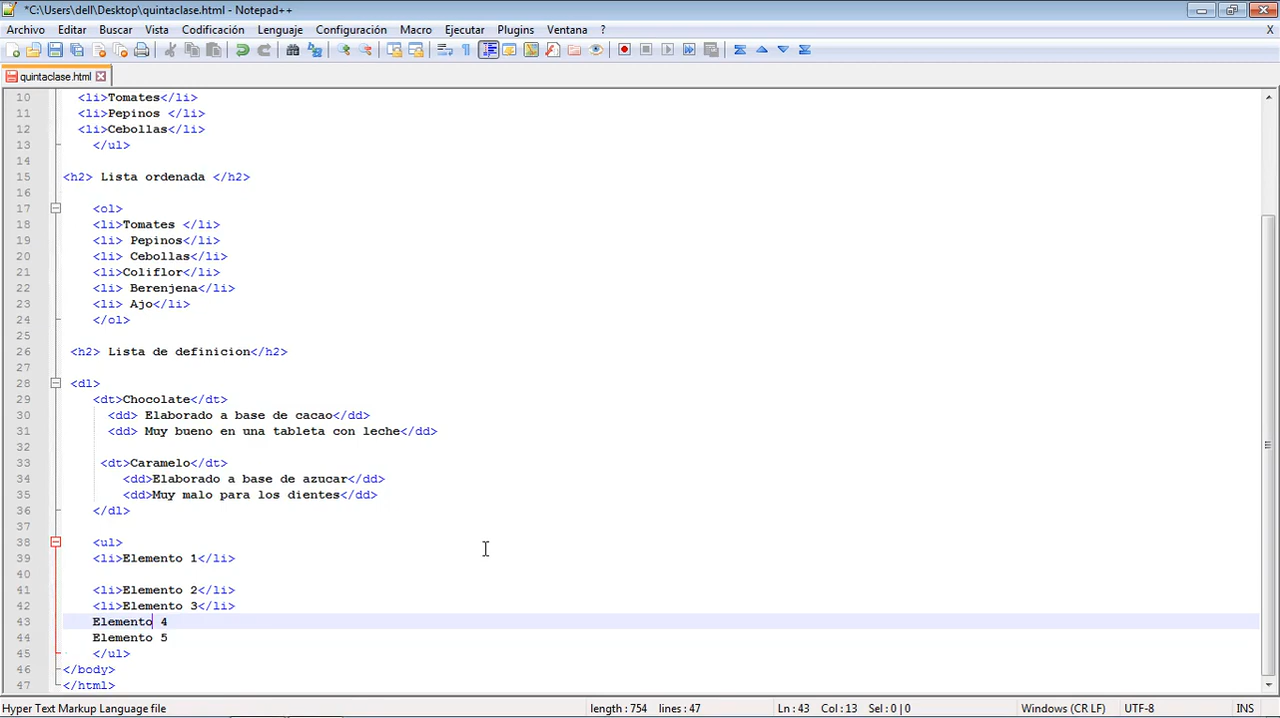 *C:\Users\dell\Desktop\quintaclase.html - Notepad++
Archivo Editar Buscar Vista Codificación Lenguaje Configuración Macro Ejecutar Plugins Ventana ? X
quintaclase.html
10 <li>Tomates</li>
11 <li>Pepinos </li>
12 <li>Cebollas</li>
13 </ul>
14
15 <h2> Lista ordenada </h2>
16
17 <ol>
18 <li>Tomates </li>
19 <li> Pepinos</li>
20 <li> Cebollas</li>
21 <li>Coliflor</li>
22 <li> Berenjena</li>
23 <li> Ajo</li>
24 </ol>
25
26 <h2> Lista de definicion</h2>
27
28 <dl>
29 <dt>Chocolate</dt>
30 <dd> Elaborado a base de cacao</dd>
31 <dd> Muy bueno en una tableta con leche</dd>
32
33 <dt>Caramelo</dt>
34 <dd>Elaborado a base de azucar</dd>
35 <dd>Muy malo para los dientes</dd>
36 </dl>
37
38 <ul>
39 <li>Elemento 1</li>
40
41 <li>Elemento 2</li>
42 <li>Elemento 3</li>
43 Elemento 4
44 Elemento 5
45 </ul>
46 </body>
47 </html>
Hyper Text Markup Language file length : 754 lines : 47 Ln : 43 Col : 13 Sel : 0 | 0 Windows (CR LF) UTF-8 INS